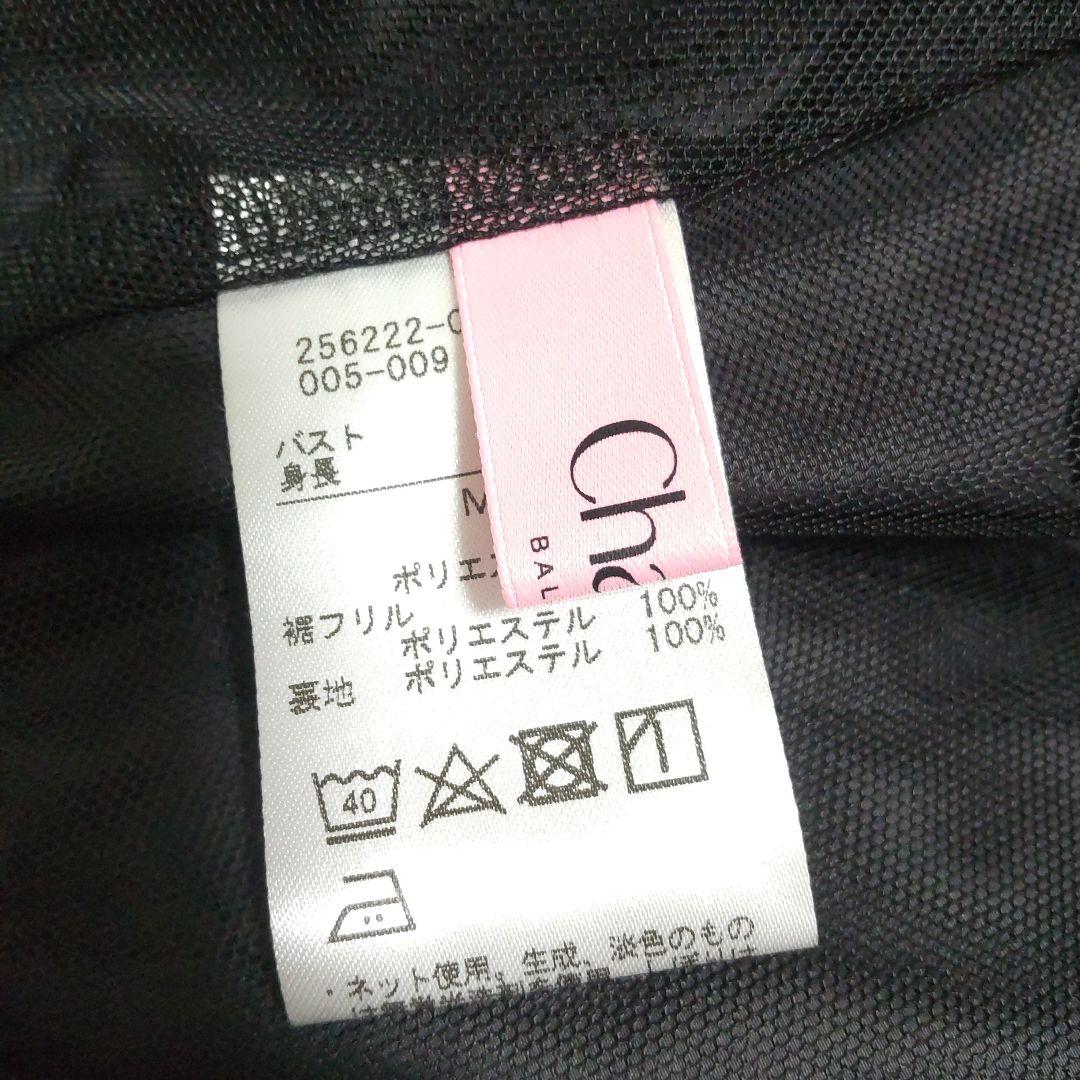 256222-0
005-009
バスト
身長
M
ポリエス
裾フリル ポリエステル 100%
裏地 ポリエステル 100%
40
・ネット使用。生成、淡色のもの
Cha
BAL